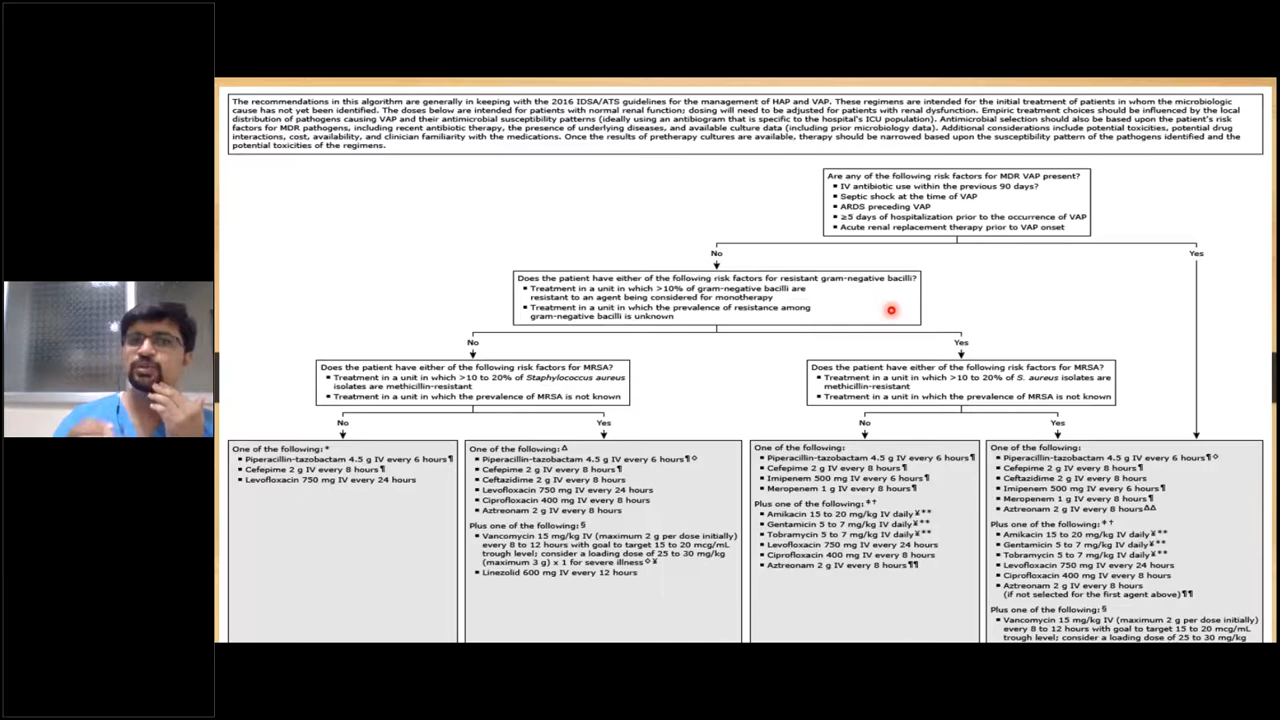 The recommendations in this algorithm are generally in keeping with the 2016 IDSA/ATS guidelines for the management of HAP and VAP. These regimens are intended for the initial treatment of patients in whom the microbiologic
cause has not yet been identified. The doses below are intended for patients with normal renal function; dosing will need to be adjusted for patients with renal dysfunction. Empiric treatment choices should be influenced by the local
distribution of pathogens causing VAP and their antimicrobial susceptibility patterns (ideally using an antibiogram that is specific to the hospital's ICU population). Antimicrobial selection should also be based upon the patient's risk
factors for MDR pathogens, including recent antibiotic therapy, the presence of underlying diseases, and available culture data (including prior microbiology data). Additional considerations include potential toxicities, potential drug
interactions, cost, availability, and clinician familiarity with the medications. Once the results of pretherapy cultures are available, therapy should be narrowed based upon the susceptibility pattern of the pathogens identified and the
potential toxicities of the regimens.
Are any of the following risk factors for MDR VAP present?
▪ IV antibiotic use within the previous 90 days?
▪ Septic shock at the time of VAP
▪ ARDS preceding VAP
▪ ≥5 days of hospitalization prior to the occurrence of VAP
▪ Acute renal replacement therapy prior to VAP onset
No
Yes
Does the patient have either of the following risk factors for resistant gram-negative bacilli?
▪ Treatment in a unit in which >10% of gram-negative bacilli are
resistant to an agent being considered for monotherapy
▪ Treatment in a unit in which the prevalence of resistance among
gram-negative bacilli is unknown
No
Yes
Does the patient have either of the following risk factors for MRSA?
▪ Treatment in a unit in which >10 to 20% of Staphylococcus aureus
isolates are methicillin-resistant
▪ Treatment in a unit in which the prevalence of MRSA is not known
Does the patient have either of the following risk factors for MRSA?
▪ Treatment in a unit in which >10 to 20% of S. aureus isolates are
methicillin-resistant
▪ Treatment in a unit in which the prevalence of MRSA is not known
No
Yes
No
Yes
One of the following:*
▪ Piperacillin-tazobactam 4.5 g IV every 6 hours¶
▪ Cefepime 2 g IV every 8 hours¶
▪ Levofloxacin 750 mg IV every 24 hours
One of the following:Δ
▪ Piperacillin-tazobactam 4.5 g IV every 6 hours¶◇
▪ Cefepime 2 g IV every 8 hours¶
▪ Ceftazidime 2 g IV every 8 hours
▪ Levofloxacin 750 mg IV every 24 hours
▪ Ciprofloxacin 400 mg IV every 8 hours
▪ Aztreonam 2 g IV every 8 hours
Plus one of the following:§
▪ Vancomycin 15 mg/kg IV (maximum 2 g per dose initially)
every 8 to 12 hours with goal to target 15 to 20 mcg/mL
trough level; consider a loading dose of 25 to 30 mg/kg
(maximum 3 g) x 1 for severe illness◇¥
▪ Linezolid 600 mg IV every 12 hours
One of the following:
▪ Piperacillin-tazobactam 4.5 g IV every 6 hours¶
▪ Cefepime 2 g IV every 8 hours¶
▪ Imipenem 500 mg IV every 6 hours¶
▪ Meropenem 1 g IV every 8 hours¶
Plus one of the following:*†
▪ Amikacin 15 to 20 mg/kg IV daily¥**
▪ Gentamicin 5 to 7 mg/kg IV daily¥**
▪ Tobramycin 5 to 7 mg/kg IV daily¥**
▪ Levofloxacin 750 mg IV every 24 hours
▪ Ciprofloxacin 400 mg IV every 8 hours
▪ Aztreonam 2 g IV every 8 hours¶¶
One of the following:
▪ Piperacillin-tazobactam 4.5 g IV every 6 hours¶◇
▪ Cefepime 2 g IV every 8 hours¶
▪ Ceftazidime 2 g IV every 8 hours
▪ Imipenem 500 mg IV every 6 hours¶
▪ Meropenem 1 g IV every 8 hours¶
▪ Aztreonam 2 g IV every 8 hoursΔΔ
Plus one of the following:*†
▪ Amikacin 15 to 20 mg/kg IV daily¥**
▪ Gentamicin 5 to 7 mg/kg IV daily¥**
▪ Tobramycin 5 to 7 mg/kg IV daily¥**
▪ Levofloxacin 750 mg IV every 24 hours
▪ Ciprofloxacin 400 mg IV every 8 hours
▪ Aztreonam 2 g IV every 8 hours
(if not selected for the first agent above)¶¶
Plus one of the following:§
▪ Vancomycin 15 mg/kg IV (maximum 2 g per dose initially)
every 8 to 12 hours with goal to target 15 to 20 mcg/mL
trough level; consider a loading dose of 25 to 30 mg/kg